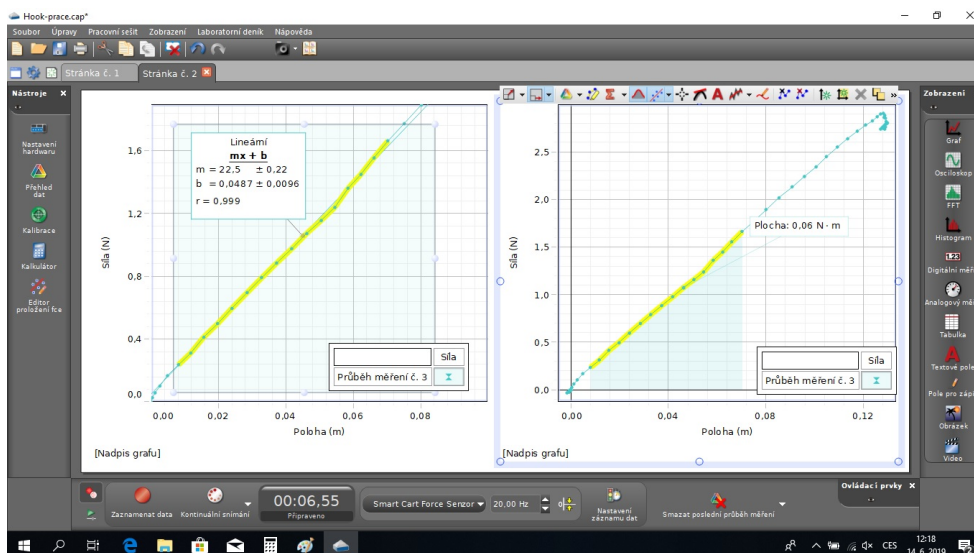 Hook-prace.cap*
Soubor Úpravy Pracovní sešit Zobrazení Laboratorní deník Nápověda
Stránka č. 1
Stránka č. 2
Nástroje
Nastavení
hardwaru
Přehled
dat
Kalibrace
Kalkulátor
Editor
proložení fce
Síla (N)
1,6
1,2
0,8
0,4
0,0
0,00 0,02 0,04 0,06 0,08
Poloha (m)
Lineární
mx + b
m = 22,5 ± 0.22
b = 0,0487 ± 0,0096
r = 0,999
Síla
Průběh měření č. 3
[Nadpis grafu]
Síla (N)
2.5
2.0
1.5
1.0
0,5
0.0
0.00 0,04 0,08 0,12
Poloha (m)
Plocha: 0,06 N · m
Síla
Průběh měření č. 3
[Nadpis grafu]
Zobrazení
Graf
Osciloskop
FFT
Histogram
1.23
Digitální měř
Analogový mě
Tabulka
Textové pole
Pole pro zápi
Obrázek
Video
Zaznamenat data
Kontinuální snímání
00:06,55
Připraveno
Smart Cart Force Senzor
20,00 Hz
Nastavení
záznamu dat
Smazat poslední průběh měření
Ovládací prvky
CES
12:18
14. 6. 2019